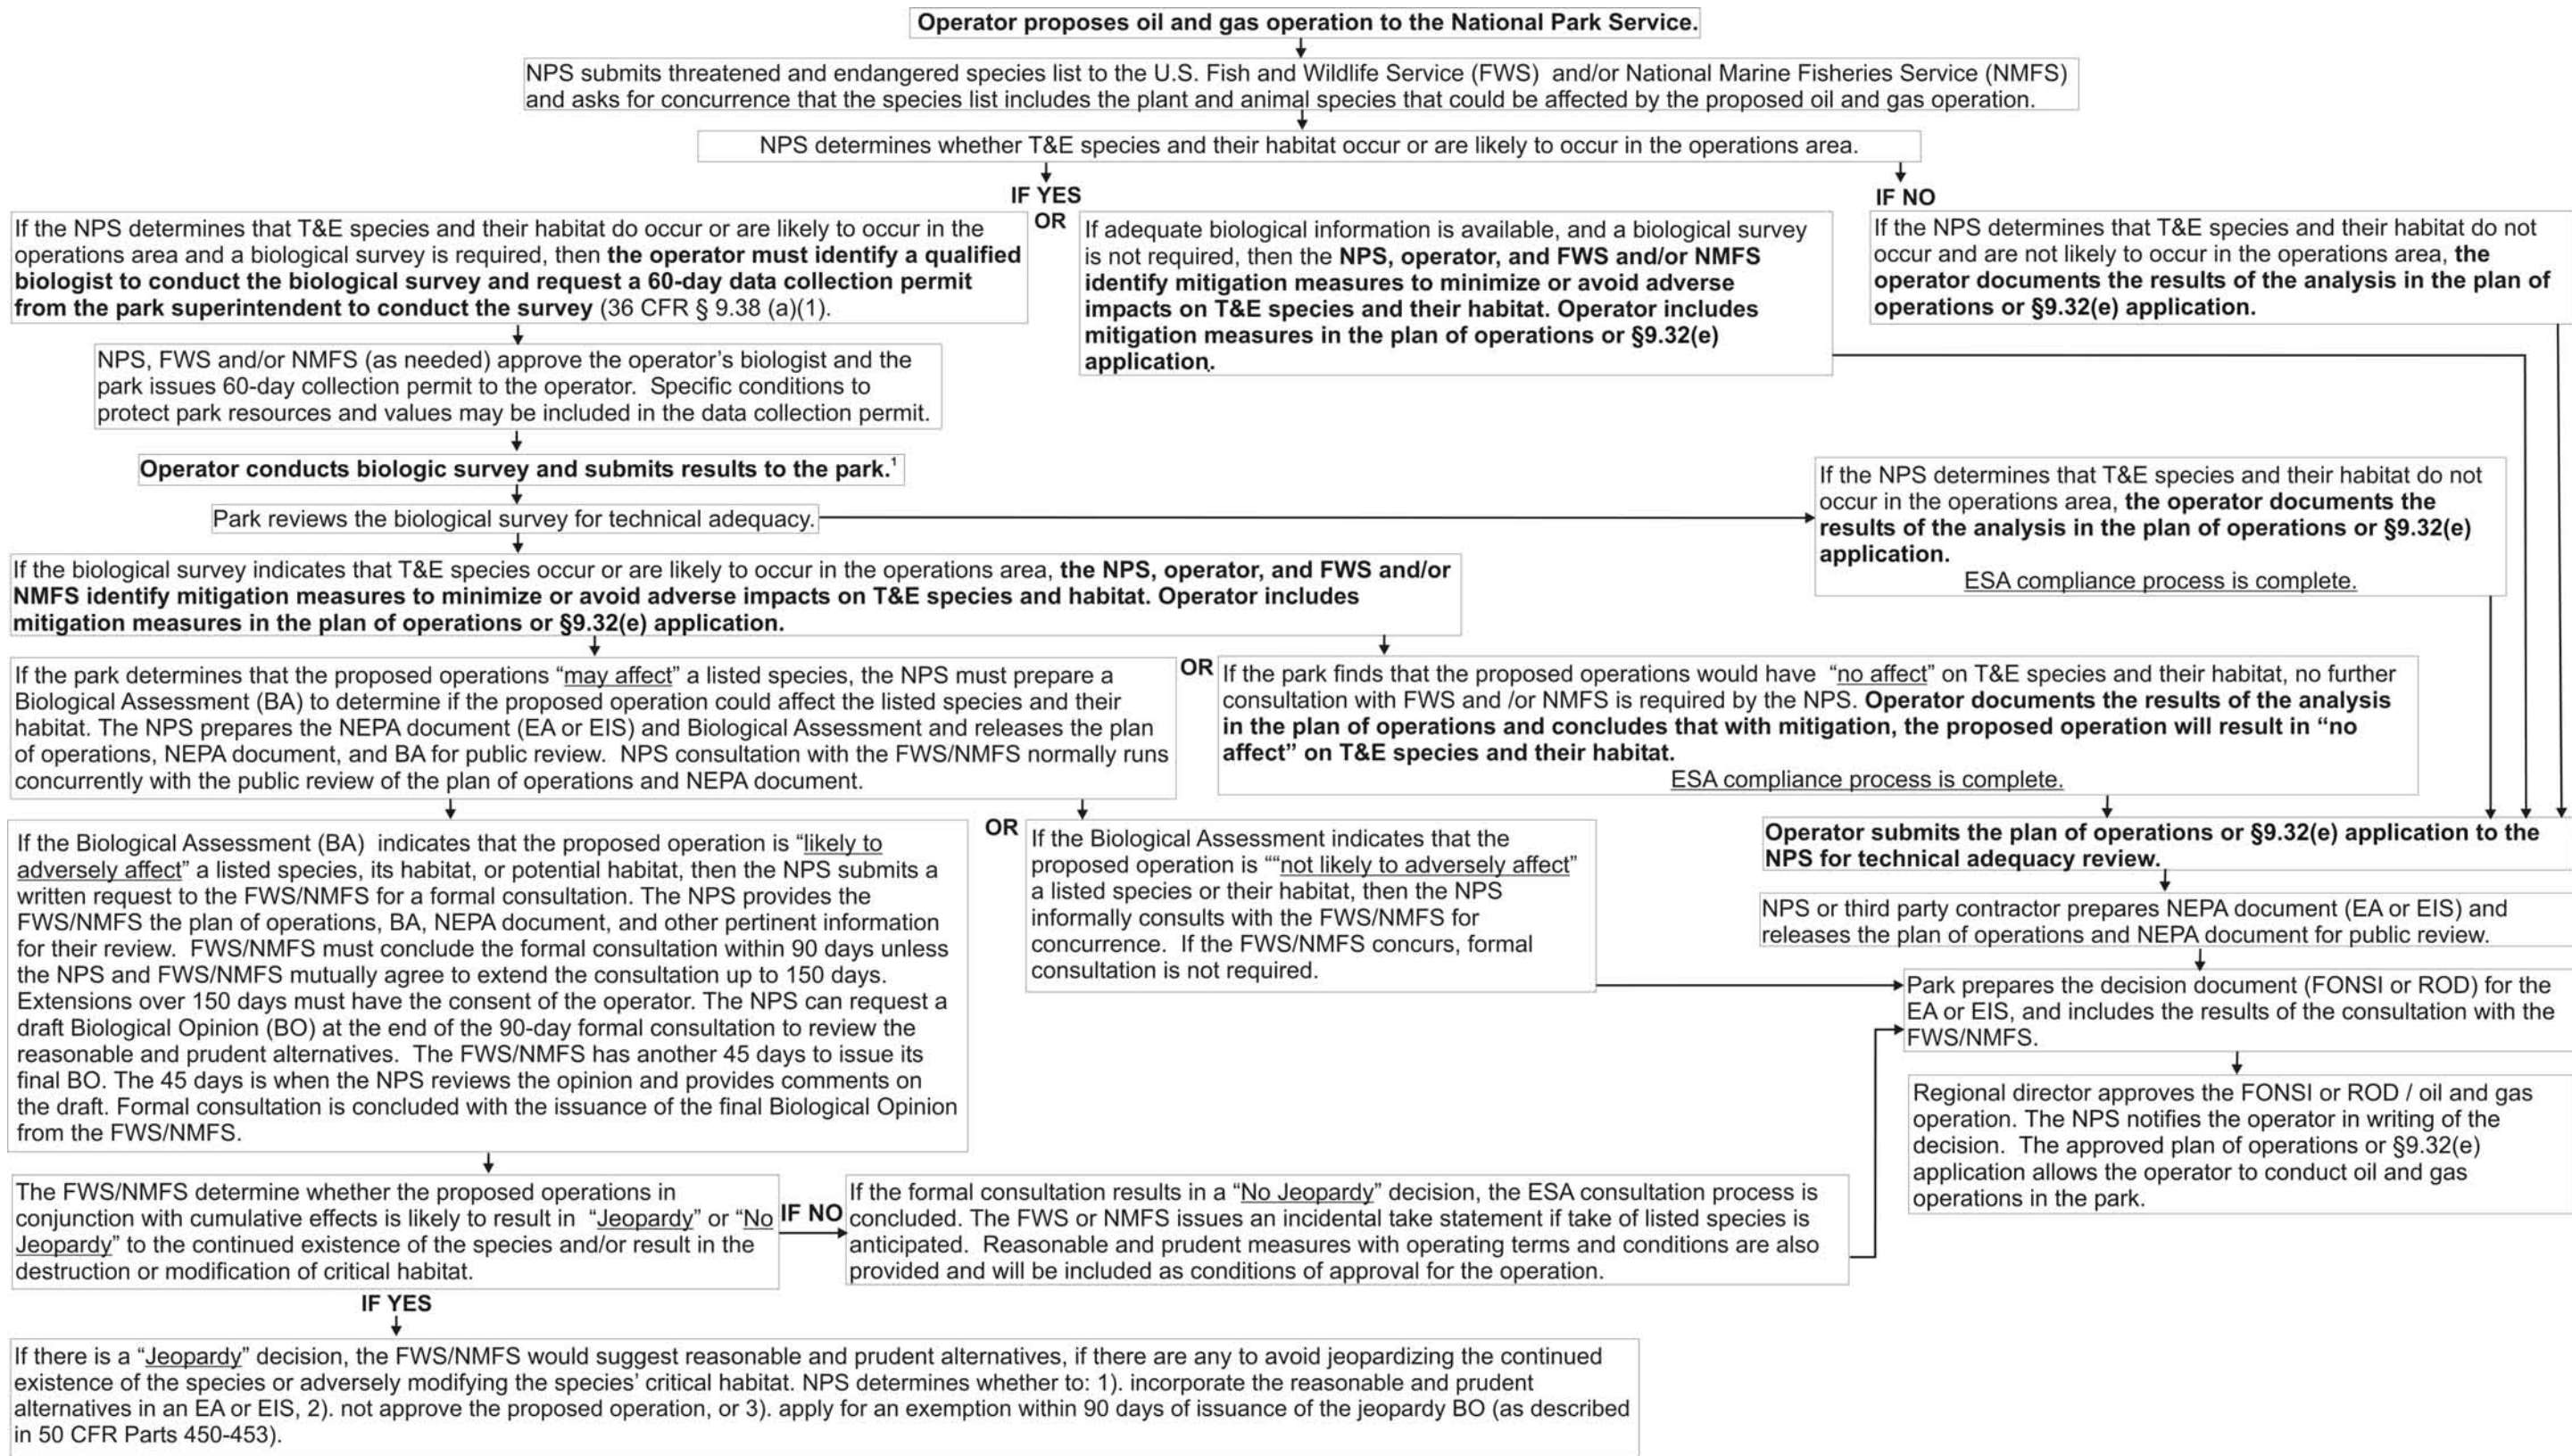 Operator proposes oil and gas operation to the National Park Service.
NPS submits threatened and endangered species list to the U.S. Fish and Wildlife Service (FWS) and/or National Marine Fisheries Service (NMFS)
and asks for concurrence that the species list includes the plant and animal species that could be affected by the proposed oil and gas operation.
NPS determines whether T&E species and their habitat occur or are likely to occur in the operations area.
IF YES
IF NO
If the NPS determines that T&E species and their habitat do occur or are likely to occur in the
operations area and a biological survey is required, then the operator must identify a qualified
biologist to conduct the biological survey and request a 60-day data collection permit
from the park superintendent to conduct the survey (36 CFR § 9.38 (a)(1).
OR
If adequate biological information is available, and a biological survey
is not required, then the NPS, operator, and FWS and/or NMFS
identify mitigation measures to minimize or avoid adverse
impacts on T&E species and their habitat. Operator includes
mitigation measures in the plan of operations or §9.32(e)
application.
If the NPS determines that T&E species and their habitat do not
occur and are not likely to occur in the operations area, the
operator documents the results of the analysis in the plan of
operations or §9.32(e) application.
NPS, FWS and/or NMFS (as needed) approve the operator's biologist and the
park issues 60-day collection permit to the operator. Specific conditions to
protect park resources and values may be included in the data collection permit.
Operator conducts biologic survey and submits results to the park.¹
Park reviews the biological survey for technical adequacy.
If the NPS determines that T&E species and their habitat do not
occur in the operations area, the operator documents the
results of the analysis in the plan of operations or §9.32(e)
application.
ESA compliance process is complete.
If the biological survey indicates that T&E species occur or are likely to occur in the operations area, the NPS, operator, and FWS and/or
NMFS identify mitigation measures to minimize or avoid adverse impacts on T&E species and habitat. Operator includes
mitigation measures in the plan of operations or §9.32(e) application.
If the park determines that the proposed operations “may affect” a listed species, the NPS must prepare a
Biological Assessment (BA) to determine if the proposed operation could affect the listed species and their
habitat. The NPS prepares the NEPA document (EA or EIS) and Biological Assessment and releases the plan
of operations, NEPA document, and BA for public review. NPS consultation with the FWS/NMFS normally runs
concurrently with the public review of the plan of operations and NEPA document.
OR
If the park finds that the proposed operations would have “no affect” on T&E species and their habitat, no further
consultation with FWS and /or NMFS is required by the NPS. Operator documents the results of the analysis
in the plan of operations and concludes that with mitigation, the proposed operation will result in “no
affect” on T&E species and their habitat.
ESA compliance process is complete.
If the Biological Assessment (BA) indicates that the proposed operation is “likely to
adversely affect” a listed species, its habitat, or potential habitat, then the NPS submits a
written request to the FWS/NMFS for a formal consultation. The NPS provides the
FWS/NMFS the plan of operations, BA, NEPA document, and other pertinent information
for their review. FWS/NMFS must conclude the formal consultation within 90 days unless
the NPS and FWS/NMFS mutually agree to extend the consultation up to 150 days.
Extensions over 150 days must have the consent of the operator. The NPS can request a
draft Biological Opinion (BO) at the end of the 90-day formal consultation to review the
reasonable and prudent alternatives. The FWS/NMFS has another 45 days to issue its
final BO. The 45 days is when the NPS reviews the opinion and provides comments on
the draft. Formal consultation is concluded with the issuance of the final Biological Opinion
from the FWS/NMFS.
OR
If the Biological Assessment indicates that the
proposed operation is ““not likely to adversely affect”
a listed species or their habitat, then the NPS
informally consults with the FWS/NMFS for
concurrence. If the FWS/NMFS concurs, formal
consultation is not required.
Operator submits the plan of operations or §9.32(e) application to the
NPS for technical adequacy review.
NPS or third party contractor prepares NEPA document (EA or EIS) and
releases the plan of operations and NEPA document for public review.
Park prepares the decision document (FONSI or ROD) for the
EA or EIS, and includes the results of the consultation with the
FWS/NMFS.
Regional director approves the FONSI or ROD / oil and gas
operation. The NPS notifies the operator in writing of the
decision. The approved plan of operations or §9.32(e)
application allows the operator to conduct oil and gas
operations in the park.
The FWS/NMFS determine whether the proposed operations in
conjunction with cumulative effects is likely to result in “Jeopardy” or “No
Jeopardy” to the continued existence of the species and/or result in the
destruction or modification of critical habitat.
IF NO
If the formal consultation results in a “No Jeopardy” decision, the ESA consultation process is
concluded. The FWS or NMFS issues an incidental take statement if take of listed species is
anticipated. Reasonable and prudent measures with operating terms and conditions are also
provided and will be included as conditions of approval for the operation.
IF YES
If there is a “Jeopardy” decision, the FWS/NMFS would suggest reasonable and prudent alternatives, if there are any to avoid jeopardizing the continued
existence of the species or adversely modifying the species’ critical habitat. NPS determines whether to: 1). incorporate the reasonable and prudent
alternatives in an EA or EIS, 2). not approve the proposed operation, or 3). apply for an exemption within 90 days of issuance of the jeopardy BO (as described
in 50 CFR Parts 450-453).